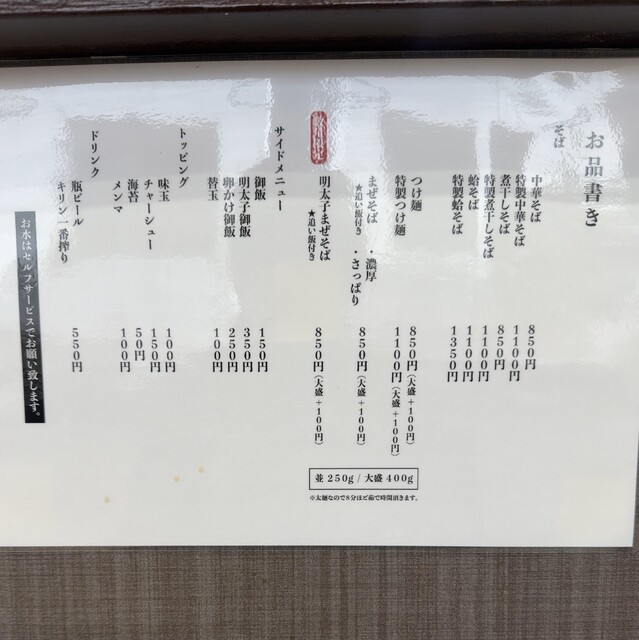 お品書き
そば
中華そば 850円
特製中華そば 1100円
煮干しそば 850円
特製煮干しそば 1100円
蛤そば 1100円
特製蛤そば 1350円
つけ麺 850円（大盛＋100円）
特製つけ麺 1100円（大盛＋100円）
まぜそば ・濃厚 ・さっぱり 850円（大盛＋100円）
★追い飯付き
数量限定
明太子まぜそば 850円（大盛＋100円）
★追い飯付き
並250g / 大盛400g
※太麺なので8分ほど茹で時間頂きます。
サイドメニュー
御飯 150円
明太子御飯 350円
卵かけ御飯 250円
替玉 100円
トッピング
味玉 100円
チャーシュー 150円
海苔 50円
メンマ 100円
ドリンク
瓶ビール 550円
キリン一番搾り
お水はセルフサービスでお願い致します。